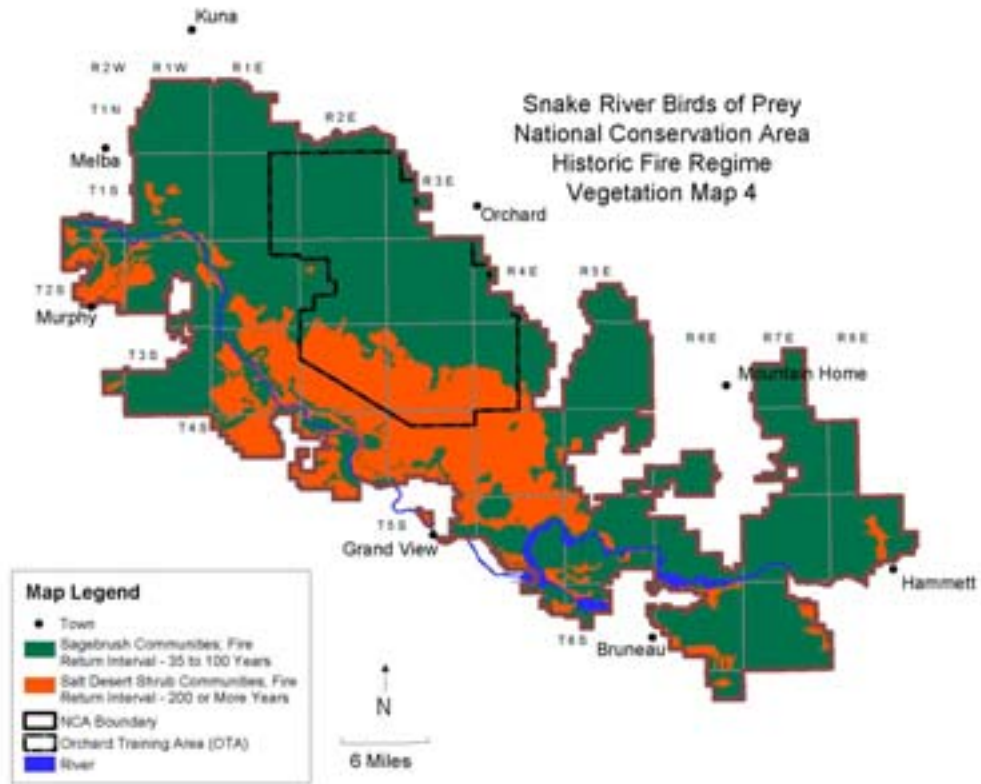 Kuna
R2W R1W R1E
Snake River Birds of Prey
National Conservation Area
Historic Fire Regime
Vegetation Map 4
T1N
R2E
Melba
T1S
R3E
Orchard
R4E
R5E
T2S
Murphy
R6E
R7E
R8E
T3S
Mountain Home
T4S
T5S
Grand View
Hammett
T6S
Bruneau
Map Legend
Town
Sagebrush Communities; Fire
Return Interval - 35 to 100 Years
Salt Desert Shrub Communities; Fire
Return Interval - 200 or More Years
NCA Boundary
Orchard Training Area (OTA)
River
N
6 Miles